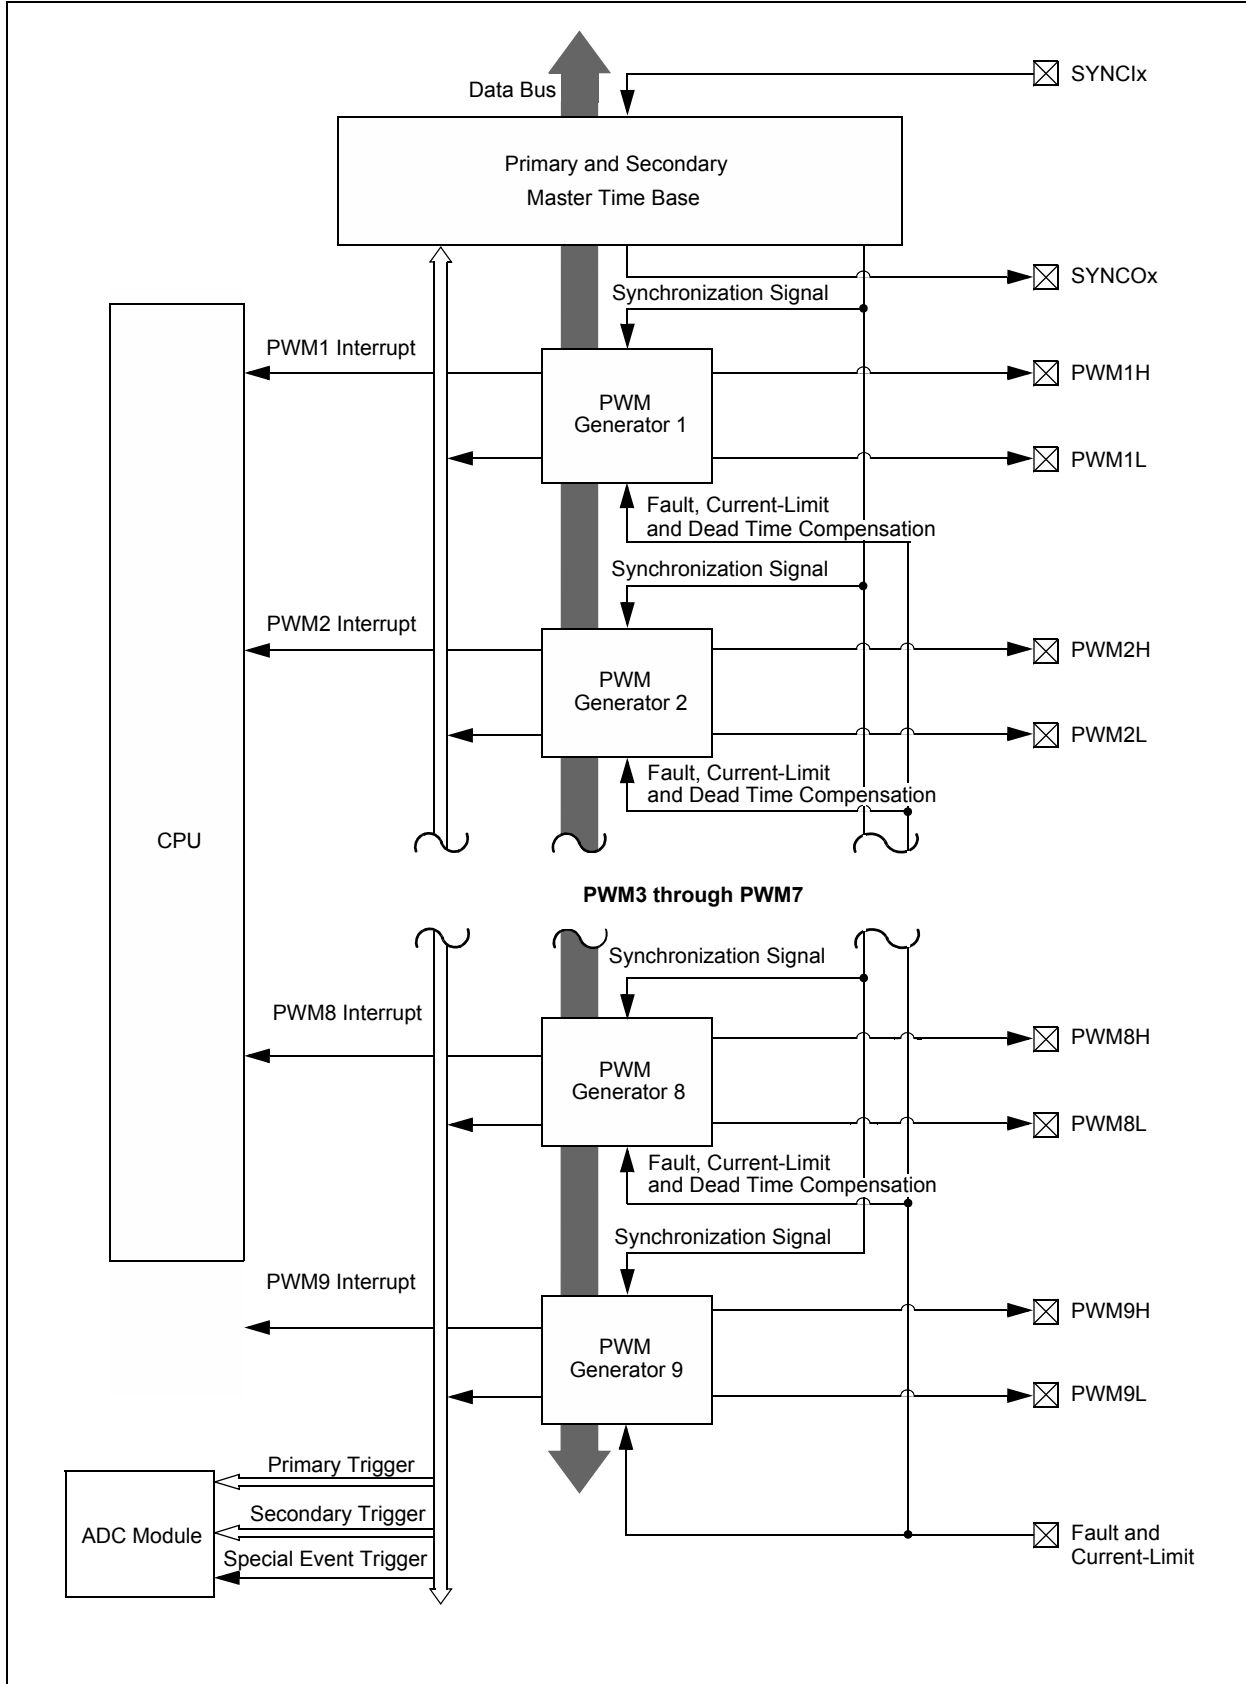 SYNCIx
Data Bus
Primary and Secondary
Master Time Base
SYNCOx
Synchronization Signal
PWM1 Interrupt
PWM1H
PWM
Generator 1
PWM1L
Fault, Current-Limit
and Dead Time Compensation
Synchronization Signal
PWM2 Interrupt
PWM2H
PWM
Generator 2
PWM2L
Fault, Current-Limit
and Dead Time Compensation
CPU
PWM3 through PWM7
Synchronization Signal
PWM8 Interrupt
PWM8H
PWM
Generator 8
PWM8L
Fault, Current-Limit
and Dead Time Compensation
Synchronization Signal
PWM9 Interrupt
PWM9H
PWM
Generator 9
PWM9L
Primary Trigger
Secondary Trigger
ADC Module
Special Event Trigger
Fault and
Current-Limit